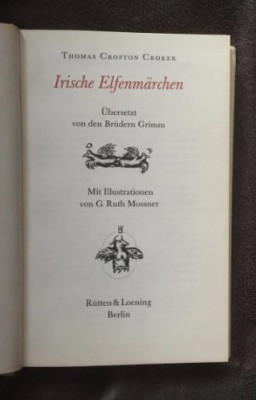 Thomas Crofton Croker
Irische Elfenmärchen
Übersetzt
von den Brüdern Grimm
Mit Illustrationen
von G. Ruth Mossner
Rütten & Loening
Berlin